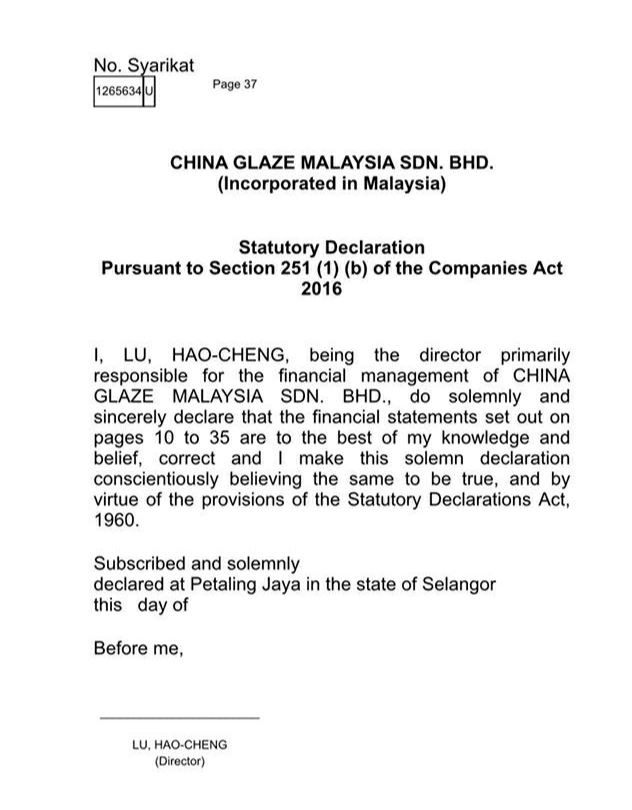 No. Syarikat
1265634 U
Page 37
CHINA GLAZE MALAYSIA SDN. BHD.
(Incorporated in Malaysia)
Statutory Declaration
Pursuant to Section 251 (1) (b) of the Companies Act
2016
I, LU, HAO-CHENG, being the director primarily
responsible for the financial management of CHINA
GLAZE MALAYSIA SDN. BHD., do solemnly and
sincerely declare that the financial statements set out on
pages 10 to 35 are to the best of my knowledge and
belief, correct and I make this solemn declaration
conscientiously believing the same to be true, and by
virtue of the provisions of the Statutory Declarations Act,
1960.
Subscribed and solemnly
declared at Petaling Jaya in the state of Selangor
this day of
Before me,
LU, HAO-CHENG
(Director)